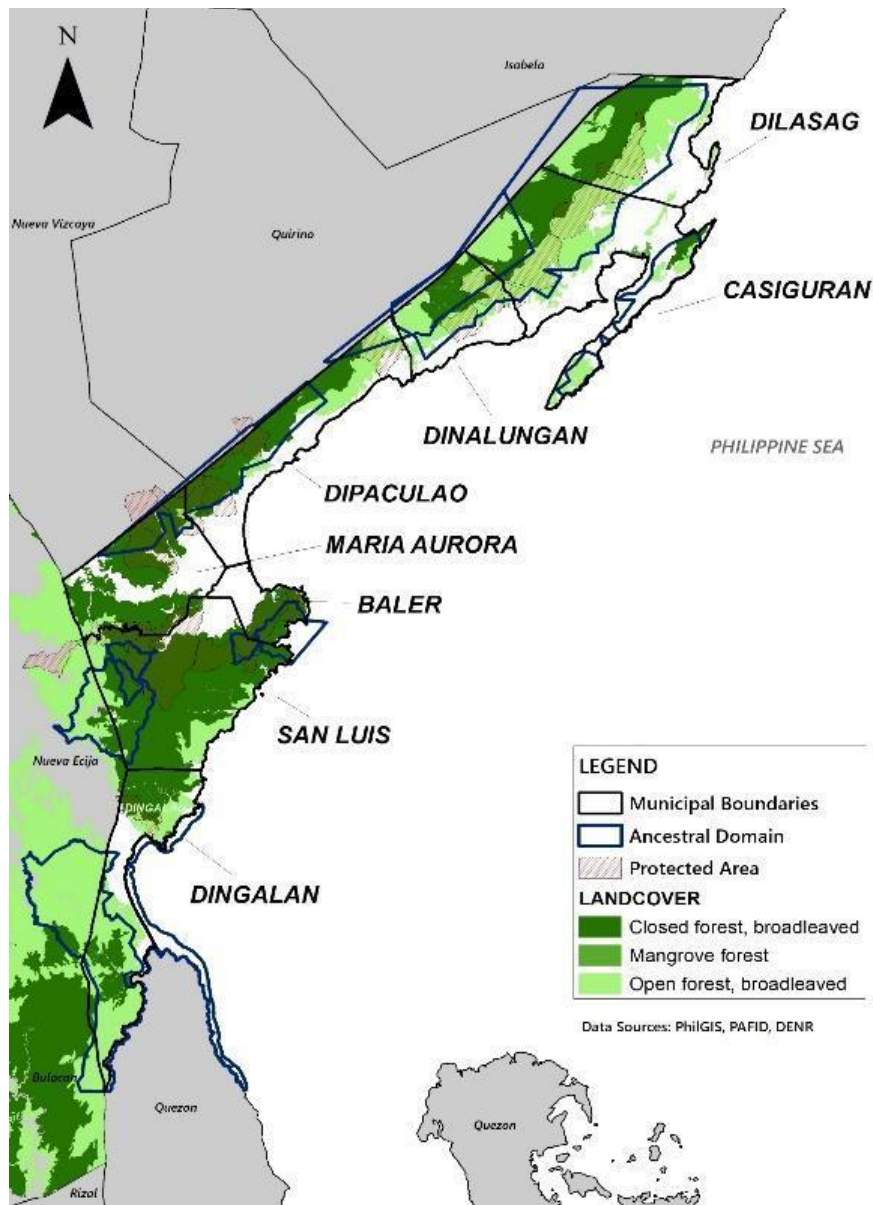 N
Isabela
DILASAG
Nueva Vizcaya
Quirino
CASIGURAN
DINALUNGAN
PHILIPPINE SEA
DIPACULAO
MARIA AURORA
BALER
SAN LUIS
Nueva Ecija
LEGEND
Municipal Boundaries
Ancestral Domain
Protected Area
LANDCOVER
Closed forest, broadleaved
Mangrove forest
Open forest, broadleaved
DINGALAN
Data Sources: PhilGIS, PAFID, DENR
Bulacan
Quezon
Quezon
Rizal